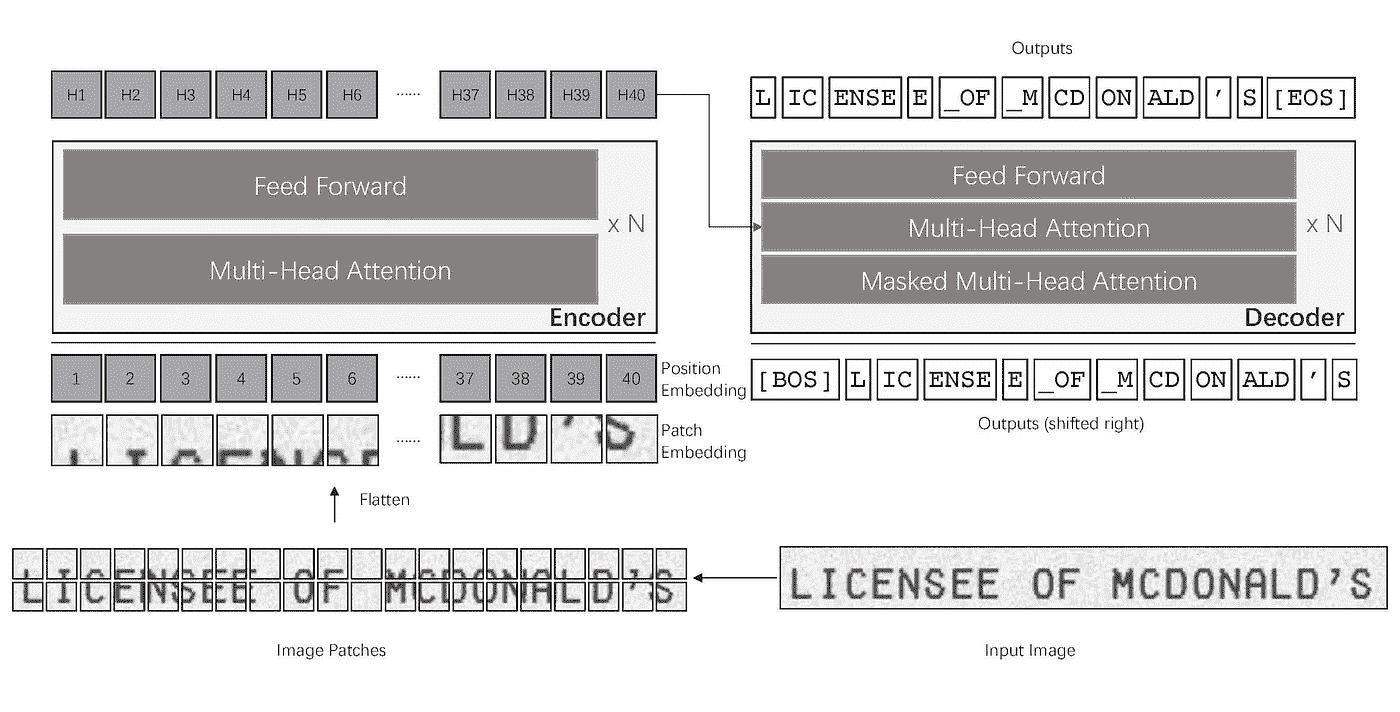 Outputs
H1 H2 H3 H4 H5 H6 ...... H37 H38 H39 H40
L IC ENSE E _OF _M CD ON ALD ’ S [EOS]
Feed Forward
Multi-Head Attention
x N
Encoder
Feed Forward
Multi-Head Attention
Masked Multi-Head Attention
x N
Decoder
1 2 3 4 5 6 ...... 37 38 39 40
Position
Embedding
[BOS] L IC ENSE E _OF _M CD ON ALD ’ S
Outputs (shifted right)
LICENSE ...... LD’S
Patch
Embedding
Flatten
LICENSEE OF MCDONALD’S
Image Patches
LICENSEE OF MCDONALD’S
Input Image